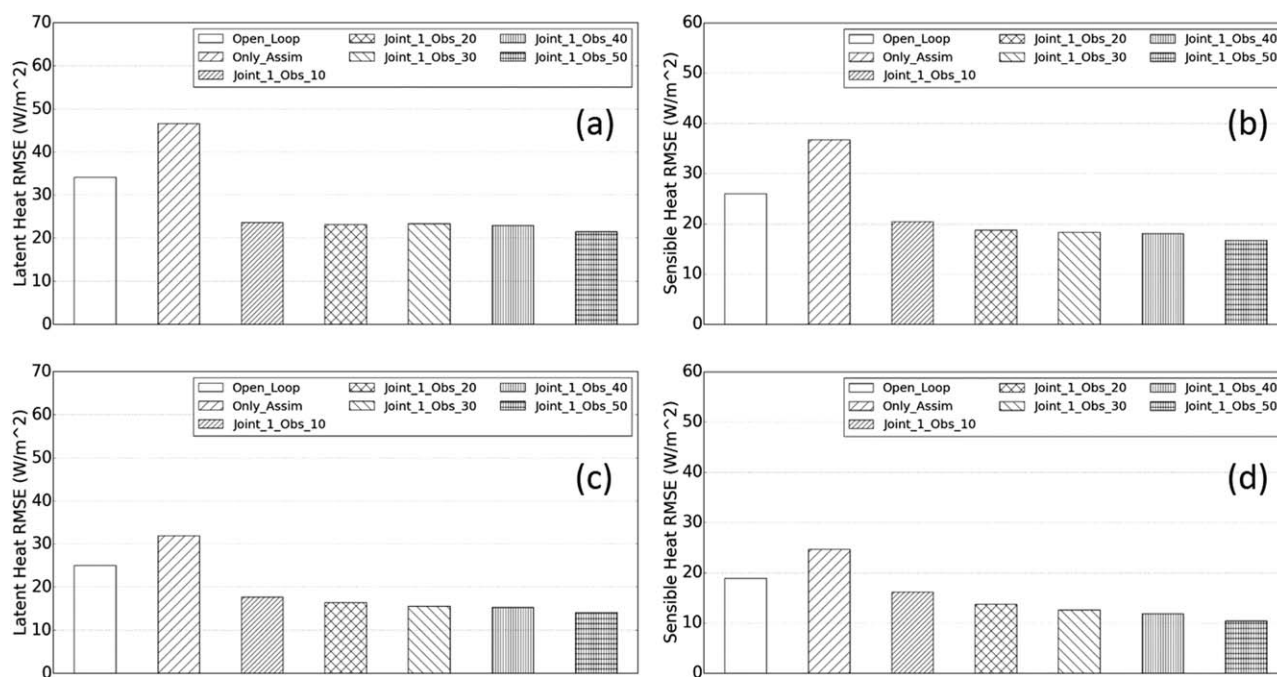 70
60
50
40
30
20
10
0
Latent Heat RMSE (W/m^2)
Open_Loop Joint_1_Obs_20 Joint_1_Obs_40
Only_Assim Joint_1_Obs_30 Joint_1_Obs_50
Joint_1_Obs_10
(a)
60
50
40
30
20
10
0
Sensible Heat RMSE (W/m^2)
Open_Loop Joint_1_Obs_20 Joint_1_Obs_40
Only_Assim Joint_1_Obs_30 Joint_1_Obs_50
Joint_1_Obs_10
(b)
70
60
50
40
30
20
10
0
Latent Heat RMSE (W/m^2)
Open_Loop Joint_1_Obs_20 Joint_1_Obs_40
Only_Assim Joint_1_Obs_30 Joint_1_Obs_50
Joint_1_Obs_10
(c)
60
50
40
30
20
10
0
Sensible Heat RMSE (W/m^2)
Open_Loop Joint_1_Obs_20 Joint_1_Obs_40
Only_Assim Joint_1_Obs_30 Joint_1_Obs_50
Joint_1_Obs_10
(d)